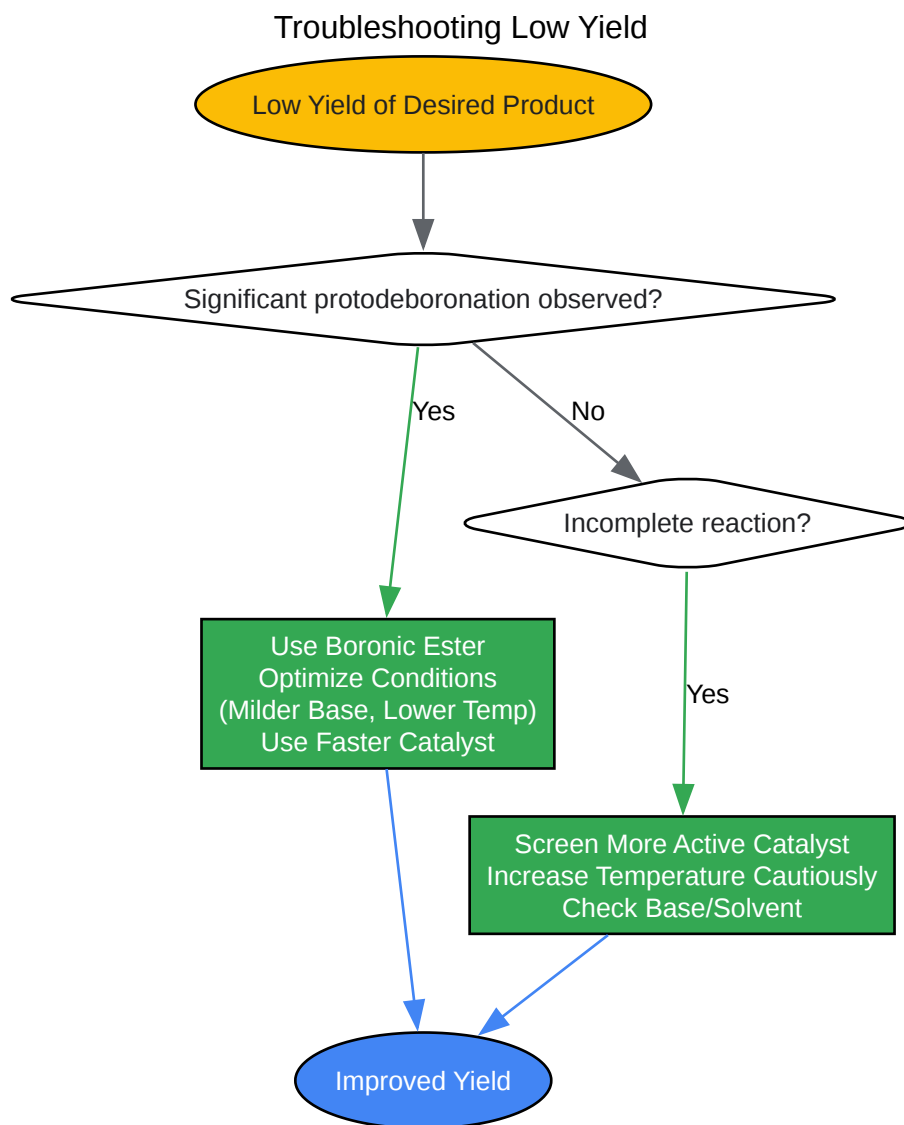 Troubleshooting Low Yield
Low Yield of Desired Product
Significant protodeboronation observed?
Yes
No
Incomplete reaction?
Use Boronic Ester
Optimize Conditions
(Milder Base, Lower Temp)
Use Faster Catalyst
Yes
Screen More Active Catalyst
Increase Temperature Cautiously
Check Base/Solvent
Improved Yield